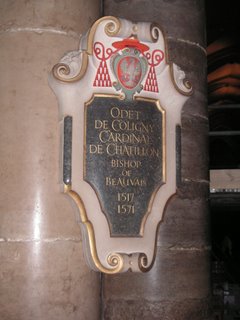 ODET
DE COLIGNY
CARDINAL
DE CHATILLON
BISHOP
OF
BEAUVAIS
1517
1571